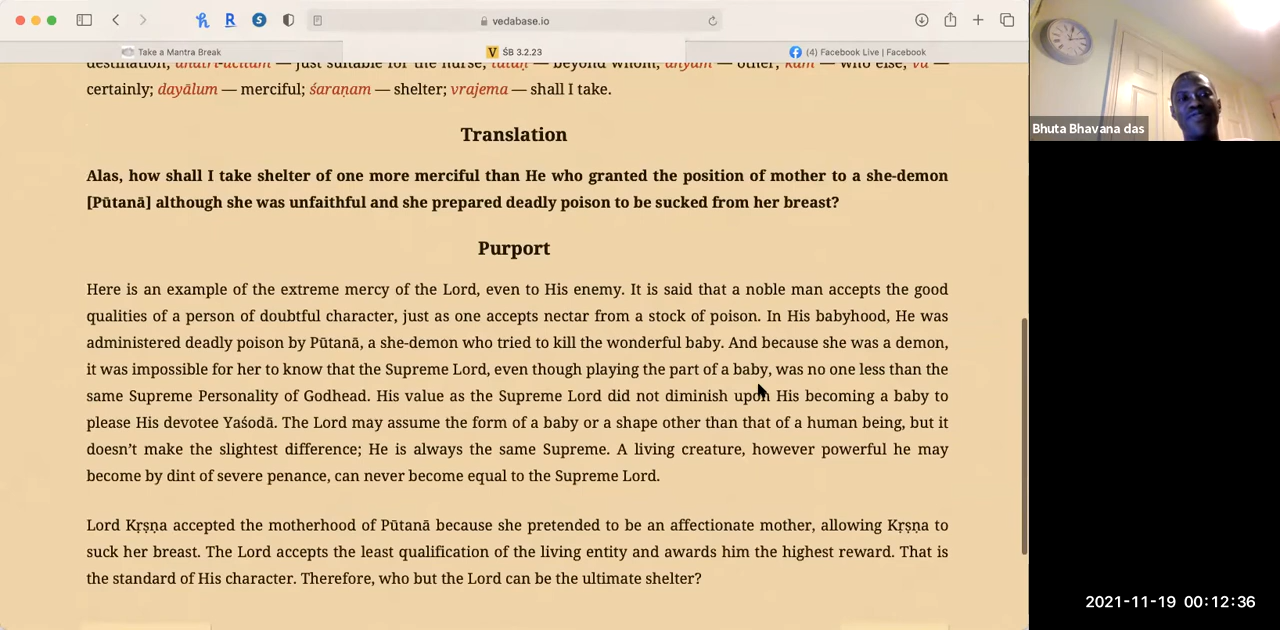 vedabase.io
Take a Mantra Break
V ŚB 3.2.23
(4) Facebook Live | Facebook
— just suitable for the nurse; — beyond whom; — other; — who else;
certainly; dayālum — merciful; śaraṇam — shelter; vrajema — shall I take.
Translation
Alas, how shall I take shelter of one more merciful than He who granted the position of mother to a she-demon
[Pūtanā] although she was unfaithful and she prepared deadly poison to be sucked from her breast?
Purport
Here is an example of the extreme mercy of the Lord, even to His enemy. It is said that a noble man accepts the good
qualities of a person of doubtful character, just as one accepts nectar from a stock of poison. In His babyhood, He was
administered deadly poison by Pūtanā, a she-demon who tried to kill the wonderful baby. And because she was a demon,
it was impossible for her to know that the Supreme Lord, even though playing the part of a baby, was no one less than the
same Supreme Personality of Godhead. His value as the Supreme Lord did not diminish upon His becoming a baby to
please His devotee Yaśodā. The Lord may assume the form of a baby or a shape other than that of a human being, but it
doesn’t make the slightest difference; He is always the same Supreme. A living creature, however powerful he may
become by dint of severe penance, can never become equal to the Supreme Lord.
Lord Kṛṣṇa accepted the motherhood of Pūtanā because she pretended to be an affectionate mother, allowing Kṛṣṇa to
suck her breast. The Lord accepts the least qualification of the living entity and awards him the highest reward. That is
the standard of His character. Therefore, who but the Lord can be the ultimate shelter?
Bhuta Bhavana das
2021-11-19 00:12:36